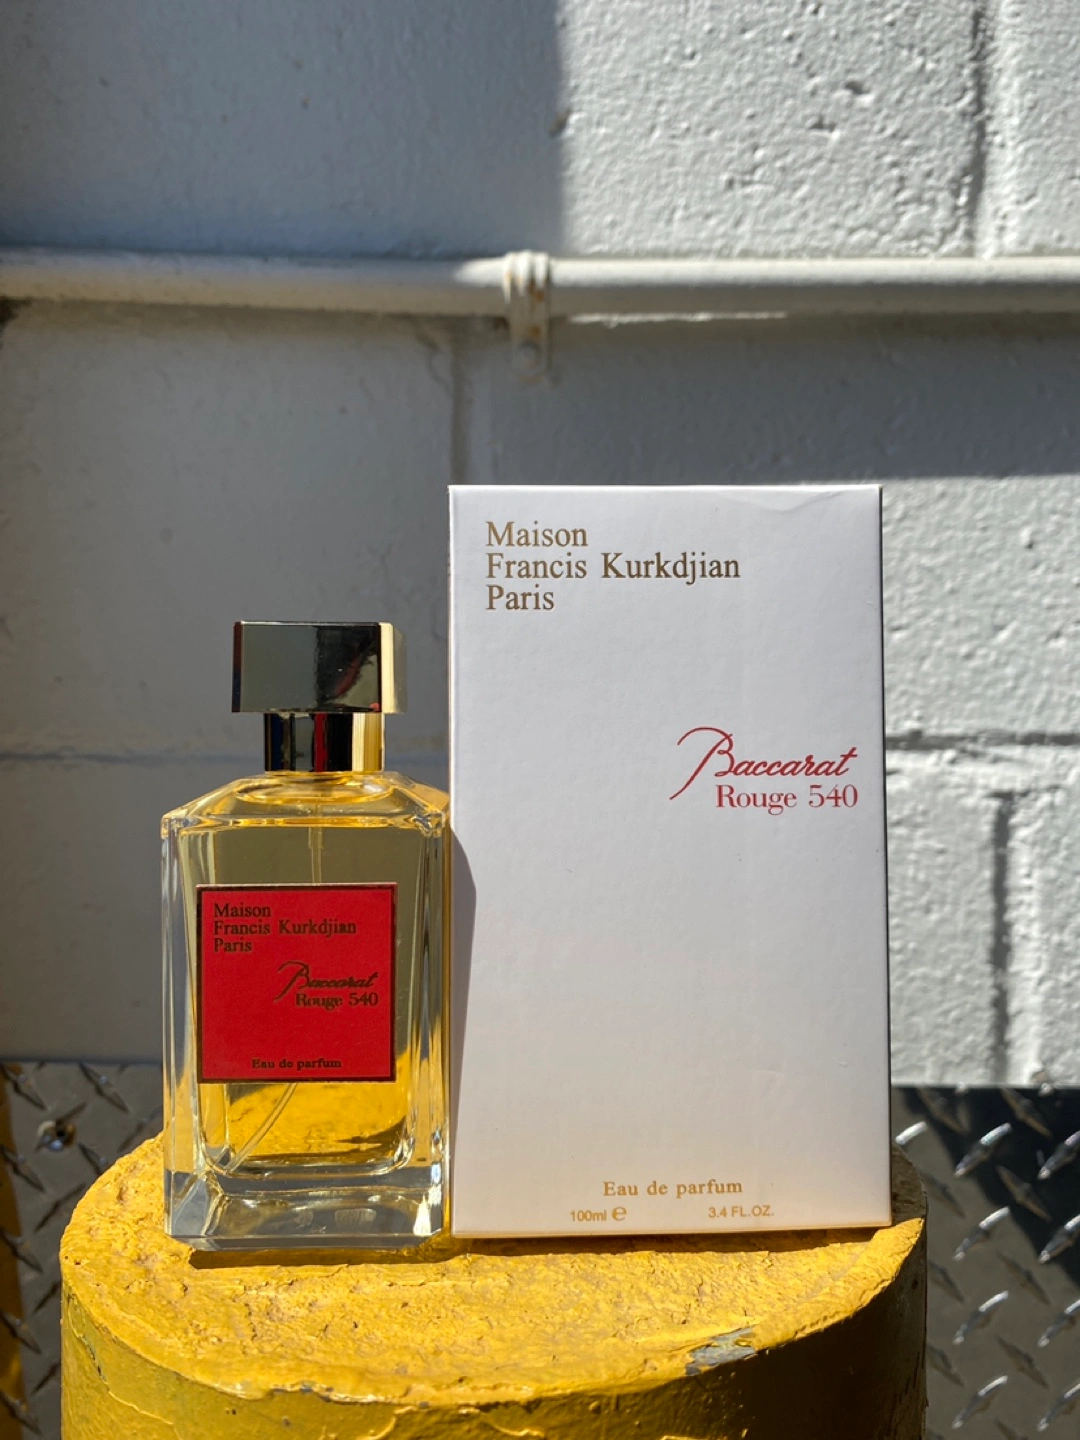 Maison
Francis Kurkdjian
Paris
Baccarat
Rouge 540
Eau de parfum
100ml e
3.4 FL.OZ.
Maison
Francis Kurkdjian
Paris
Baccarat
Rouge 540
Eau de parfum